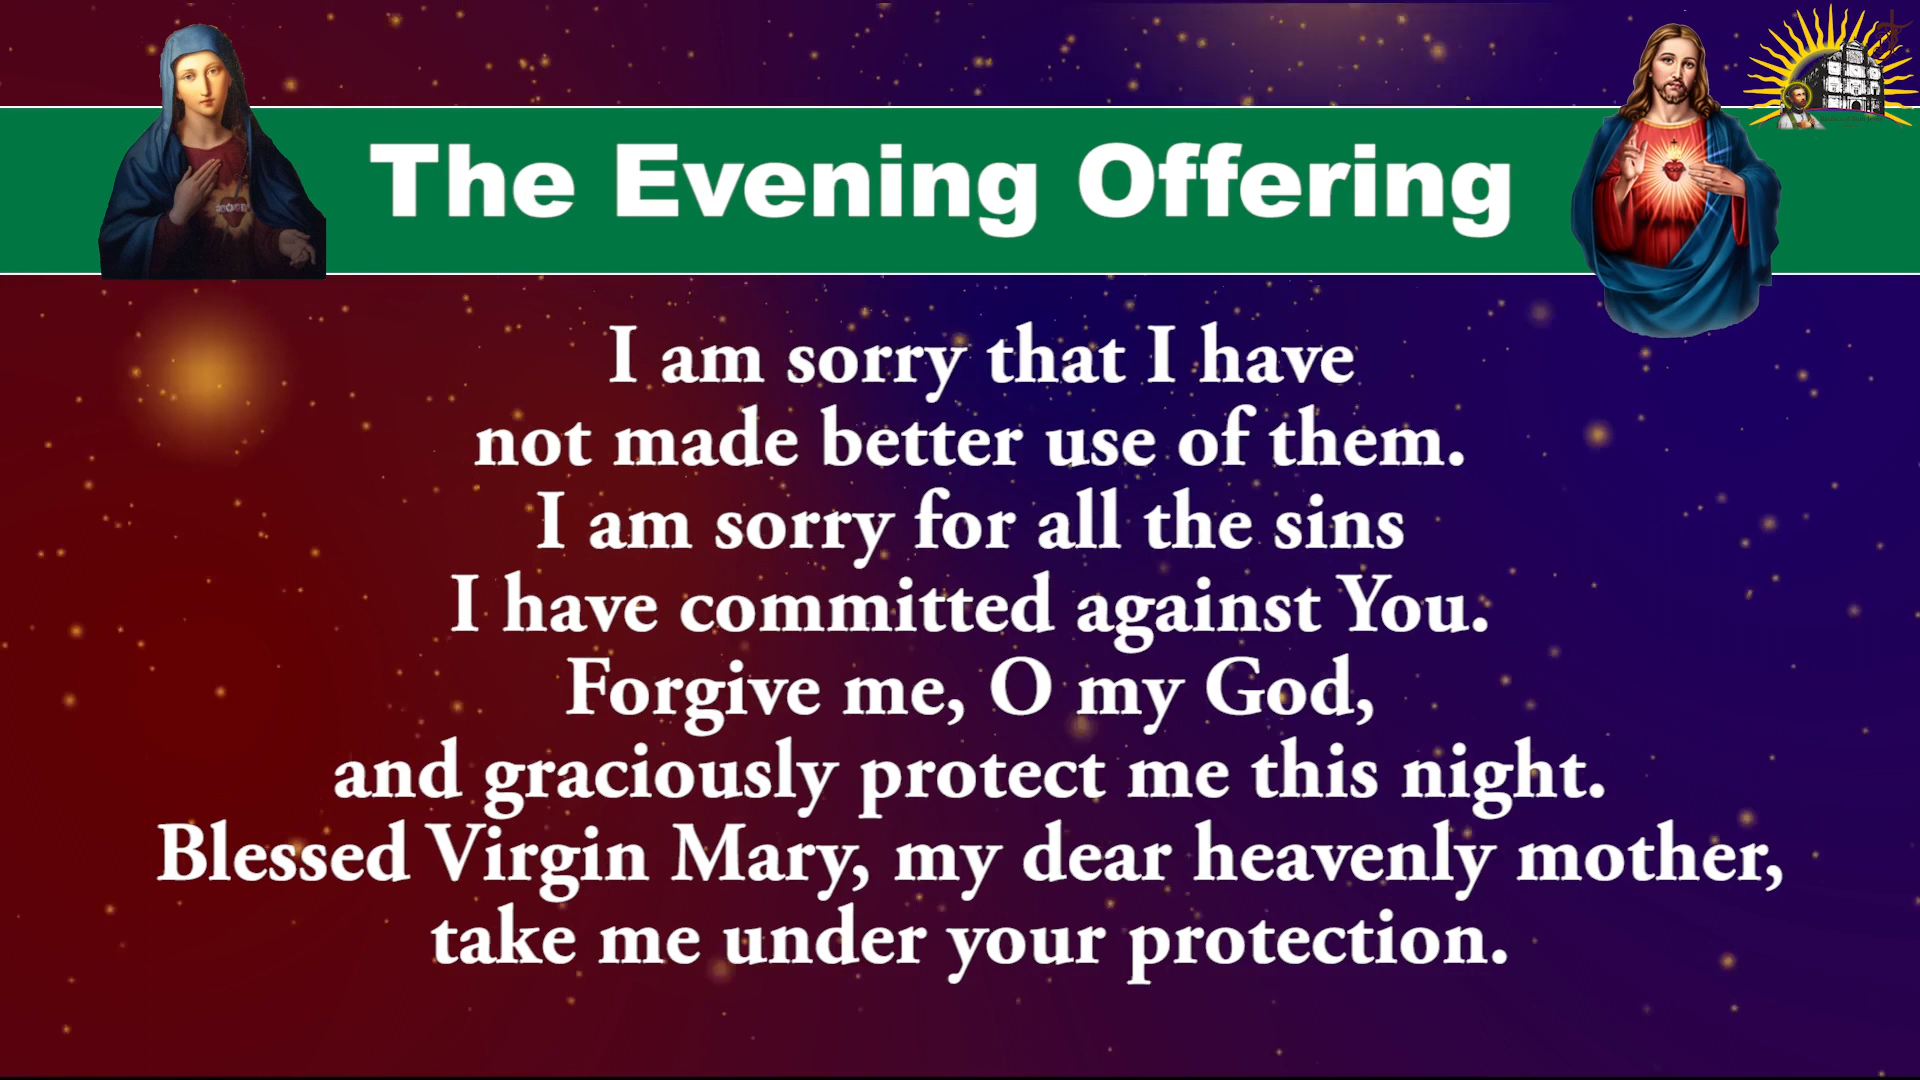 The Evening Offering
I am sorry that I have
not made better use of them.
I am sorry for all the sins
I have committed against You.
Forgive me, O my God,
and graciously protect me this night.
Blessed Virgin Mary, my dear heavenly mother,
take me under your protection.